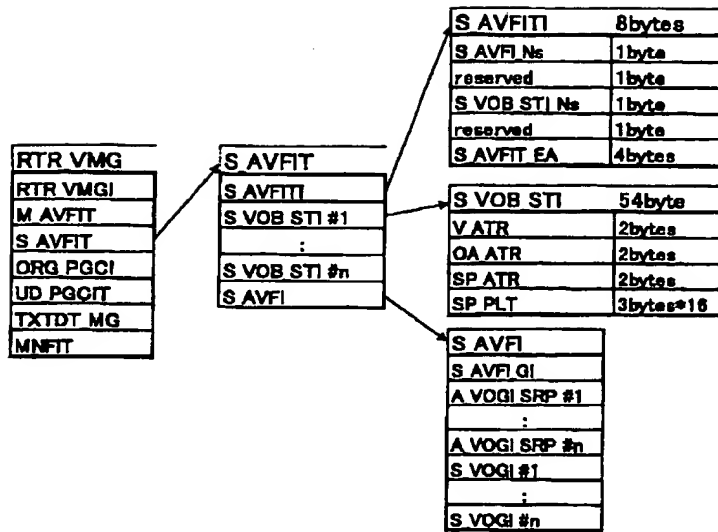 RTR VMG
RTR VMGI
M AVFIT
S AVFIT
ORG PGCI
UD PGCIT
TXTDT MG
MNFIT
S AVFIT
S AVFITI
S VOB STI #1
:
S VOB STI #n
S AVFI
S AVFITI 8bytes
S AVFI Ns 1byte
reserved 1byte
S VOB STI Ns 1byte
reserved 1byte
S AVFIT EA 4bytes
S VOB STI 54byte
V ATR 2bytes
OA ATR 2bytes
SP ATR 2bytes
SP PLT 3bytes*16
S AVFI
S AVFI GI
A VOGI SRP #1
:
A VOGI SRP #n
S VOGI #1
:
S VOGI #n